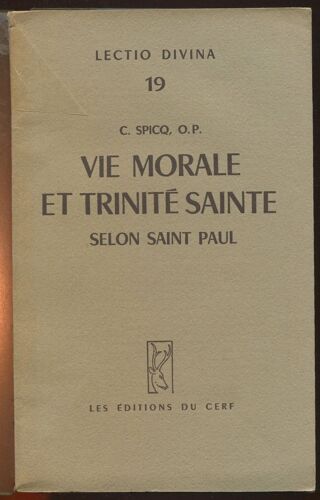 LECTIO DIVINA
19
C. SPICQ, O.P.
VIE MORALE
ET TRINITÉ SAINTE
SELON SAINT PAUL
LES ÉDITIONS DU CERF